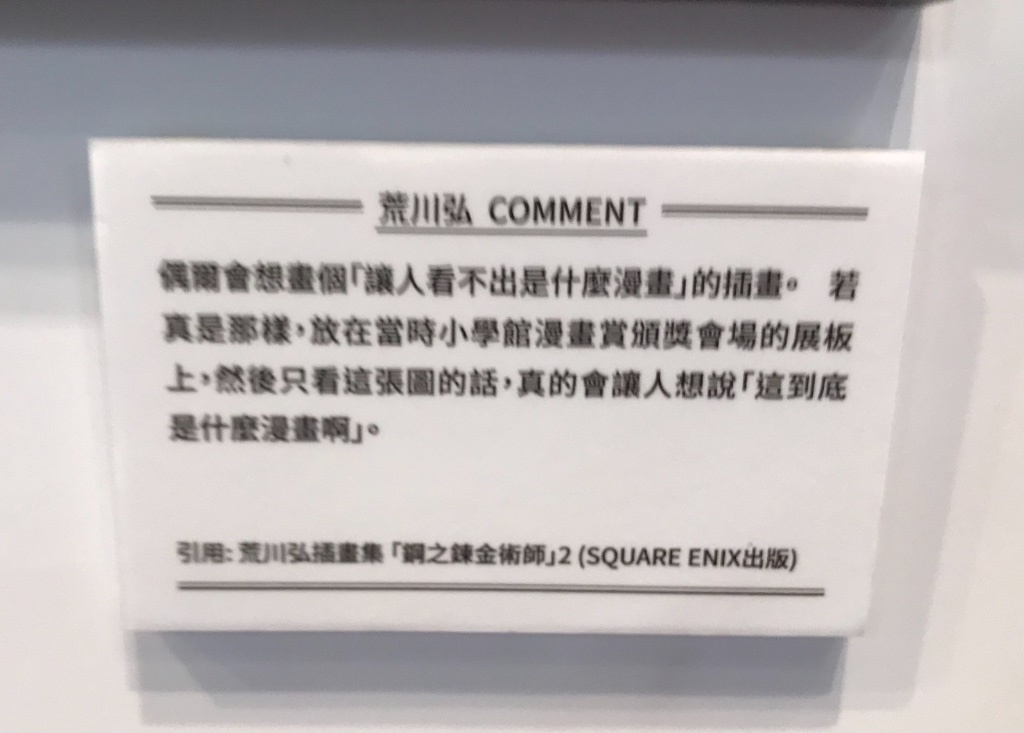 荒川弘 COMMENT
偶爾會想畫個「讓人看不出是什麼漫畫」的插畫。 若
真是那樣，放在當時小學館漫畫賞頒獎會場的展板
上，然後只看這張圖的話，真的會讓人想說「這到底
是什麼漫畫啊」。
引用: 荒川弘插畫集「鋼之鍊金術師」2 (SQUARE ENIX出版)